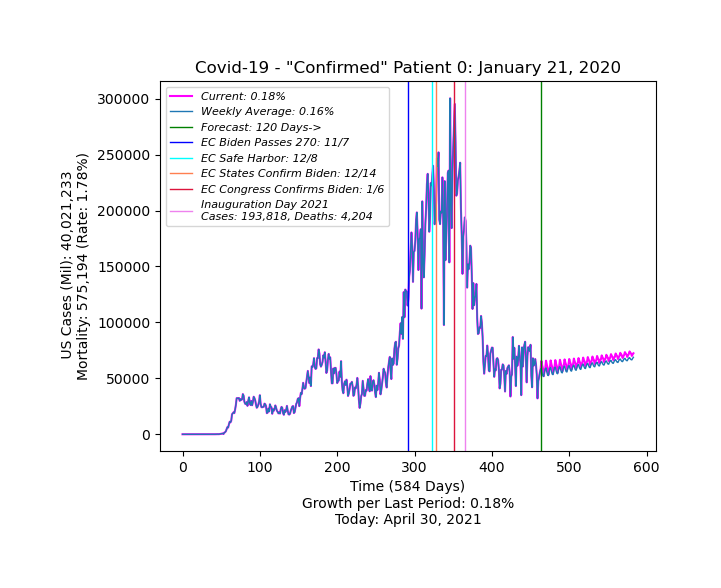 Covid-19 - "Confirmed" Patient 0: January 21, 2020
Current: 0.18%
Weekly Average: 0.16%
Forecast: 120 Days->
EC Biden Passes 270: 11/7
EC Safe Harbor: 12/8
EC States Confirm Biden: 12/14
EC Congress Confirms Biden: 1/6
Inauguration Day 2021
Cases: 193,818, Deaths: 4,204
US Cases (Mil): 40,021,233
Mortality: 575,194 (Rate: 1.78%)
300000
250000
200000
150000
100000
50000
0
0 100 200 300 400 500 600
Time (584 Days)
Growth per Last Period: 0.18%
Today: April 30, 2021